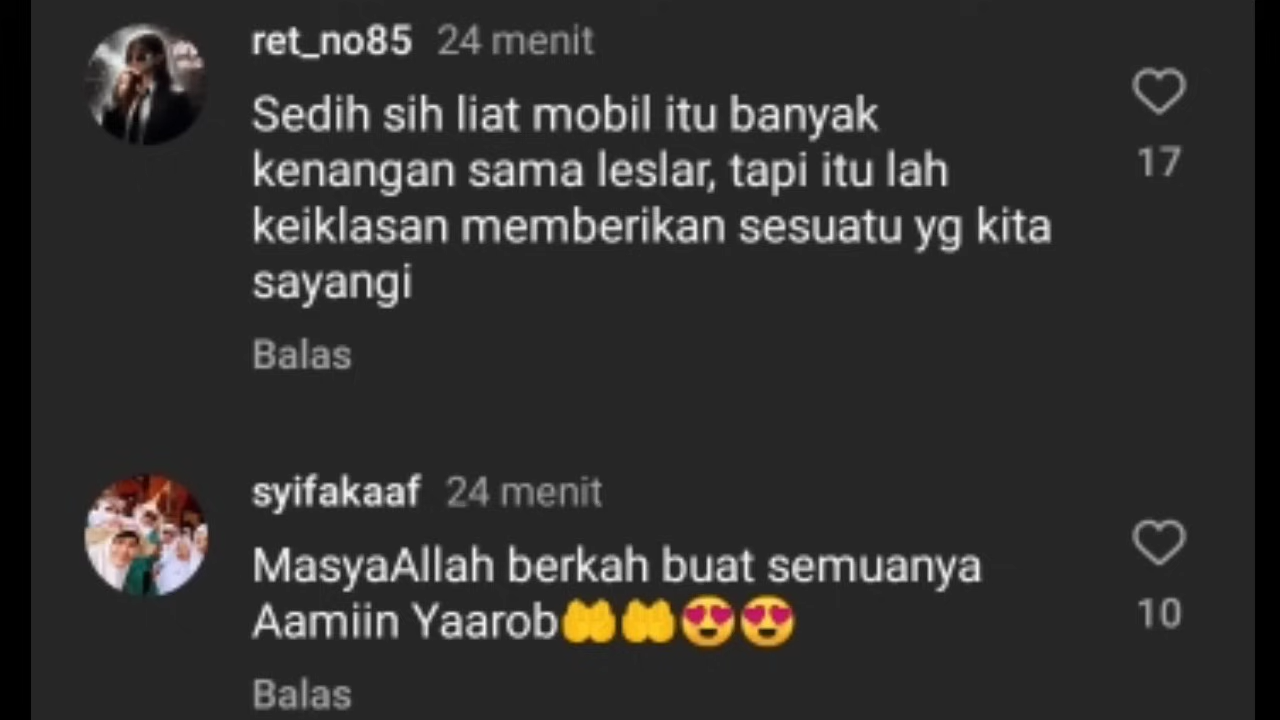 ret_no85 24 menit
Sedih sih liat mobil itu banyak
kenangan sama leslar, tapi itu lah
keiklasan memberikan sesuatu yg kita
sayangi
17
Balas
syifakaaf 24 menit
MasyaAllah berkah buat semuanya
Aamiin Yaarob🤲🤲😍😍
10
Balas